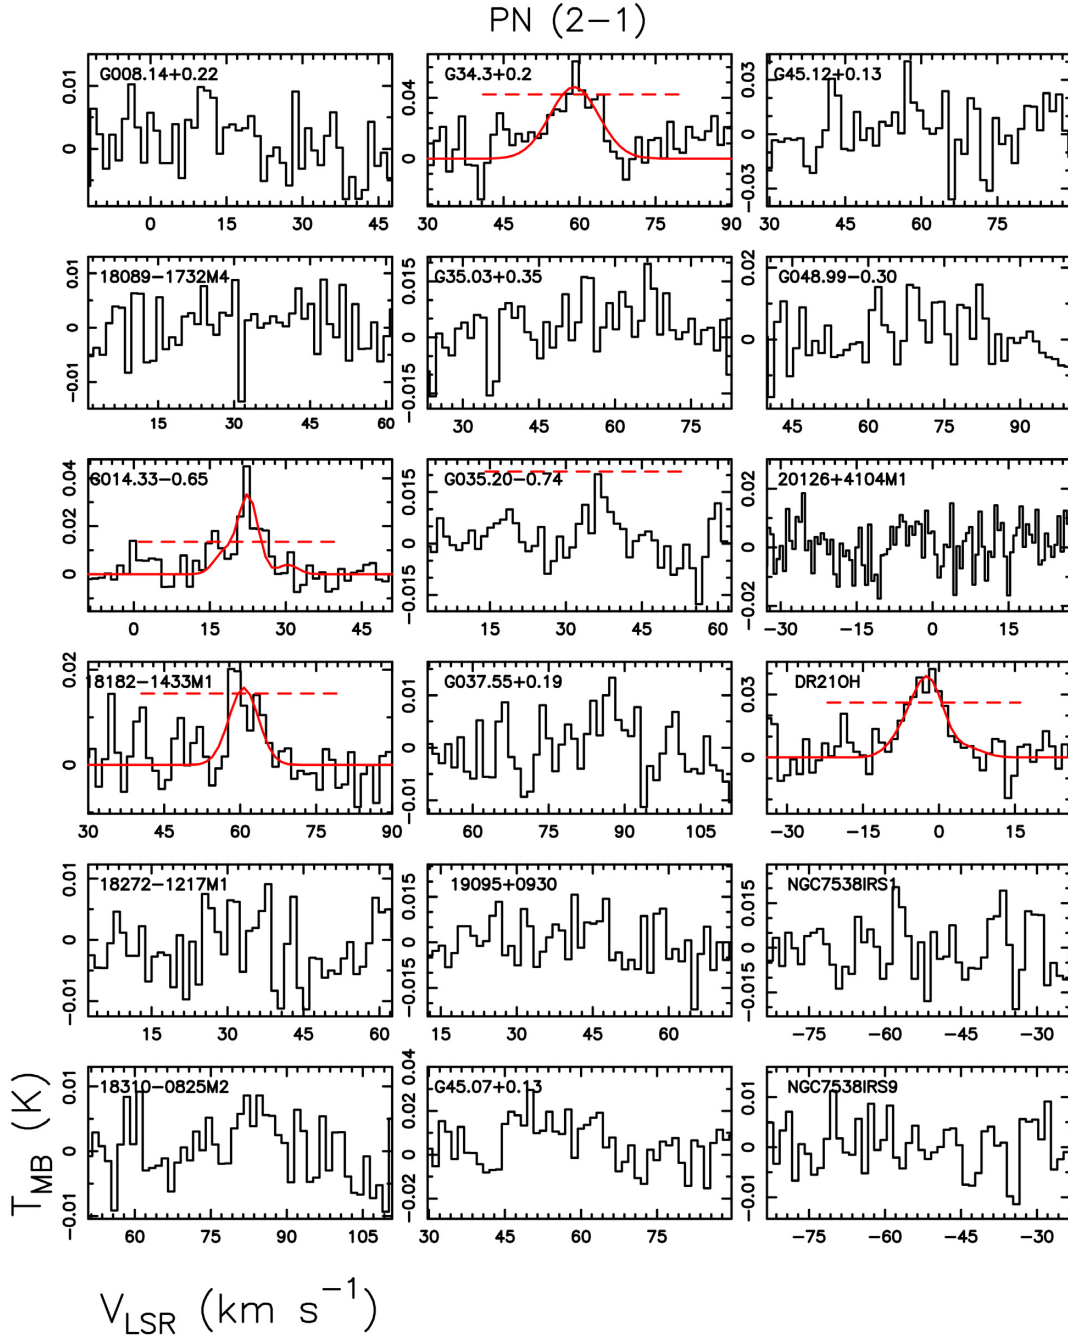 PN (2−1)
G008.14+0.22
G34.3+0.2
G45.12+0.13
0.01
0
0.04
0
0.03
0
−0.03
0 15 30 45
30 45 60 75 90
30 45 60 75
18089−1732M4
G35.03+0.35
G048.99−0.30
0.01
0
−0.01
0.015
0
−0.015
0.02
0
15 30 45 60
30 45 60 75
45 60 75 90
G014.33−0.65
G035.20−0.74
20126+4104M1
0.04
0.02
0
0.015
0
−0.015
0.02
0
−0.02
0 15 30 45
15 30 45 60
−30 −15 0 15
18182−1433M1
G037.55+0.19
DR21OH
0.02
0
0.01
0
−0.01
0.03
0
30 45 60 75 90
60 75 90 105
−30 −15 0 15
18272−1217M1
19095+0930
NGC7538IRS1
0.01
0
−0.01
0.015
0
−0.015
0.015
0
−0.015
15 30 45 60
15 30 45 60
−75 −60 −45 −30
18310−0825M2
G45.07+0.13
NGC7538IRS9
0.01
0
−0.01
0.04
0.02
0
−0.02
0.01
0
−0.01
60 75 90 105
30 45 60 75
−75 −60 −45 −30
T_MB (K)
V_LSR (km s⁻¹)